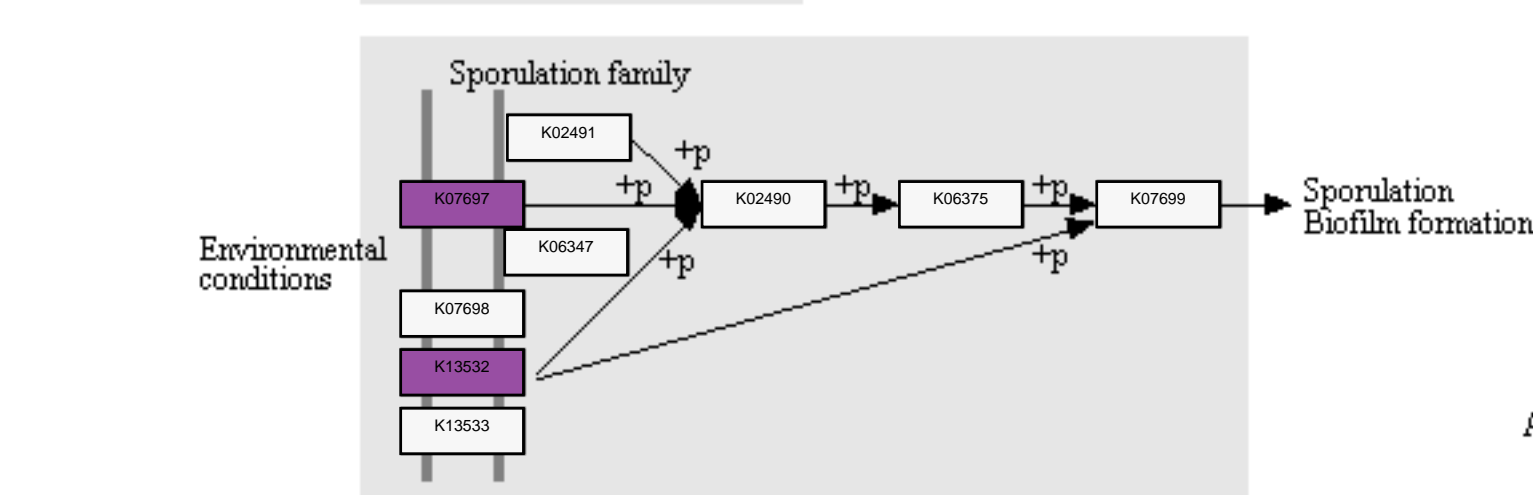 Sporulation family
K02491
+p
K07697
+p
K02490
+p
K06375
+p
K07699
Sporulation
Biofilm formation
K06347
+p
+p
Environmental
conditions
K07698
K13532
K13533